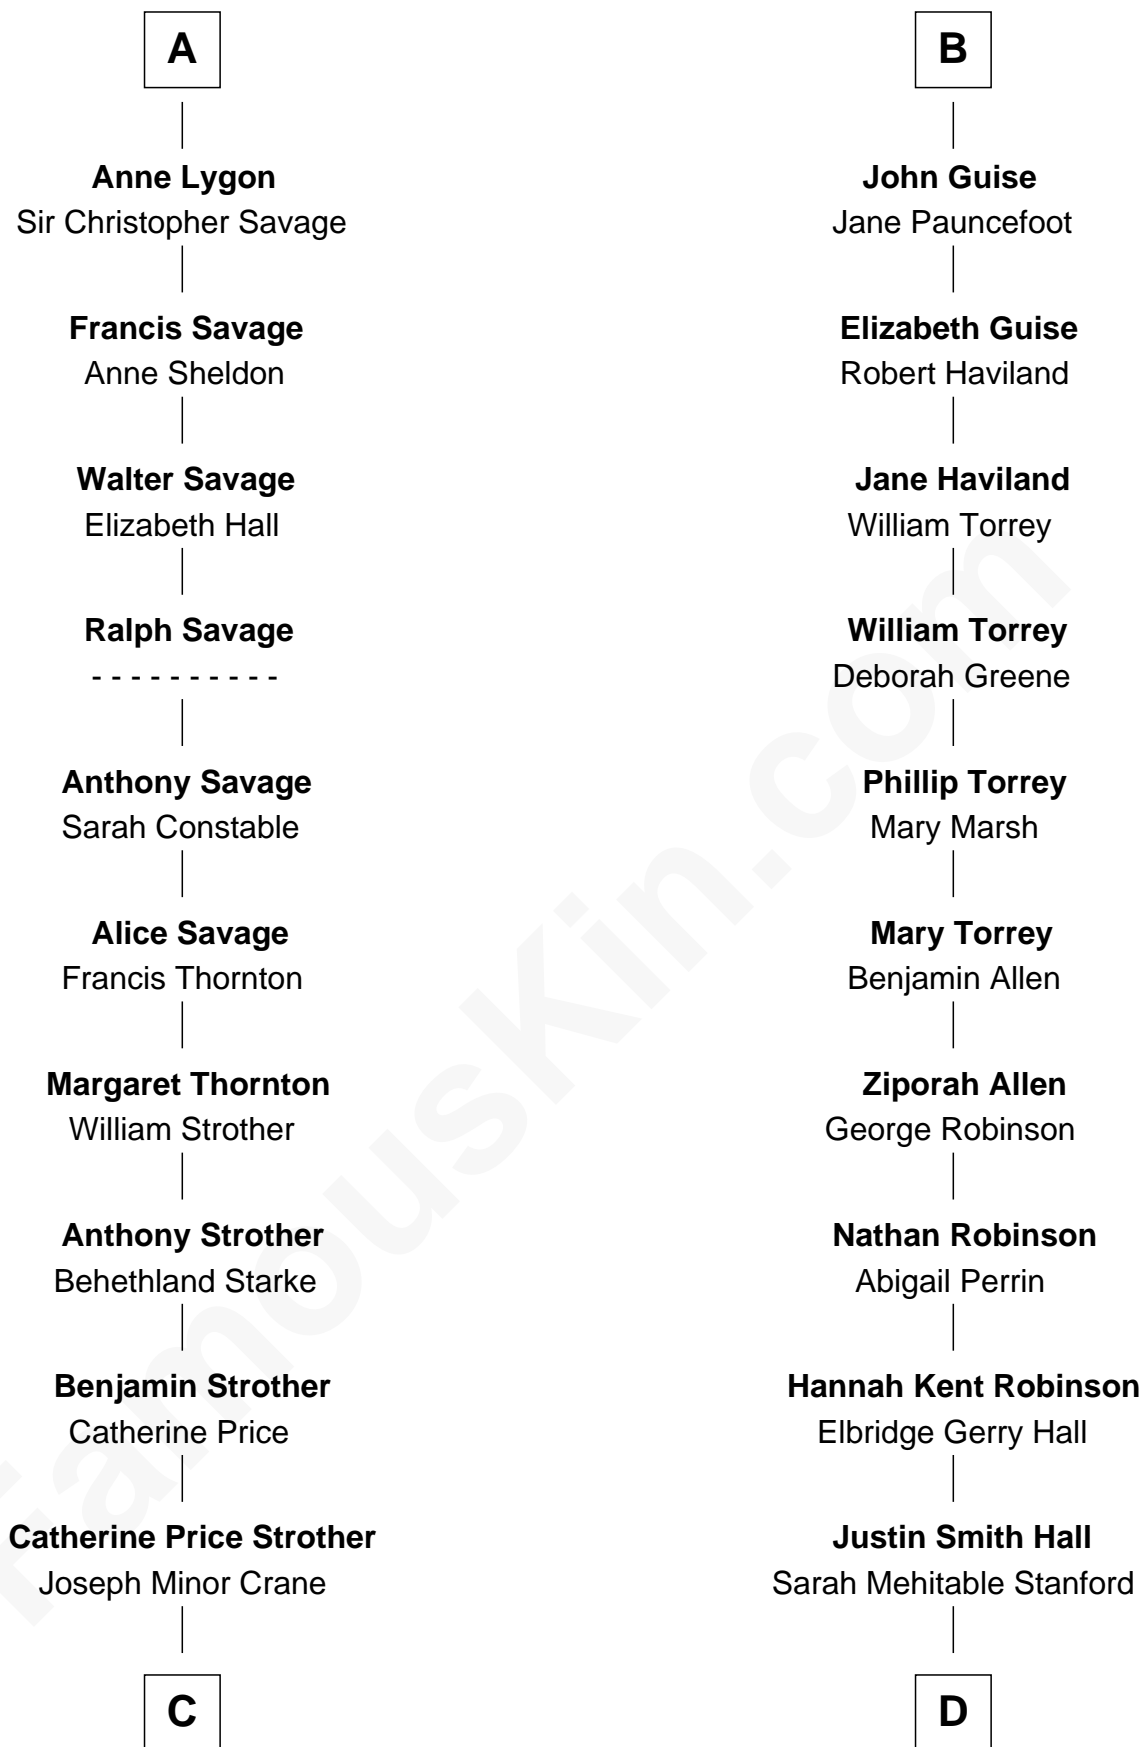 A
Anne Lygon
Sir Christopher Savage
Francis Savage
Anne Sheldon
Walter Savage
Elizabeth Hall
Ralph Savage
- - - - - - - - - -
Anthony Savage
Sarah Constable
Alice Savage
Francis Thornton
Margaret Thornton
William Strother
Anthony Strother
Behethland Starke
Benjamin Strother
Catherine Price
Catherine Price Strother
Joseph Minor Crane
C
B
John Guise
Jane Pauncefoot
Elizabeth Guise
Robert Haviland
Jane Haviland
William Torrey
William Torrey
Deborah Greene
Phillip Torrey
Mary Marsh
Mary Torrey
Benjamin Allen
Ziporah Allen
George Robinson
Nathan Robinson
Abigail Perrin
Hannah Kent Robinson
Elbridge Gerry Hall
Justin Smith Hall
Sarah Mehitable Stanford
D
FamousKin.com